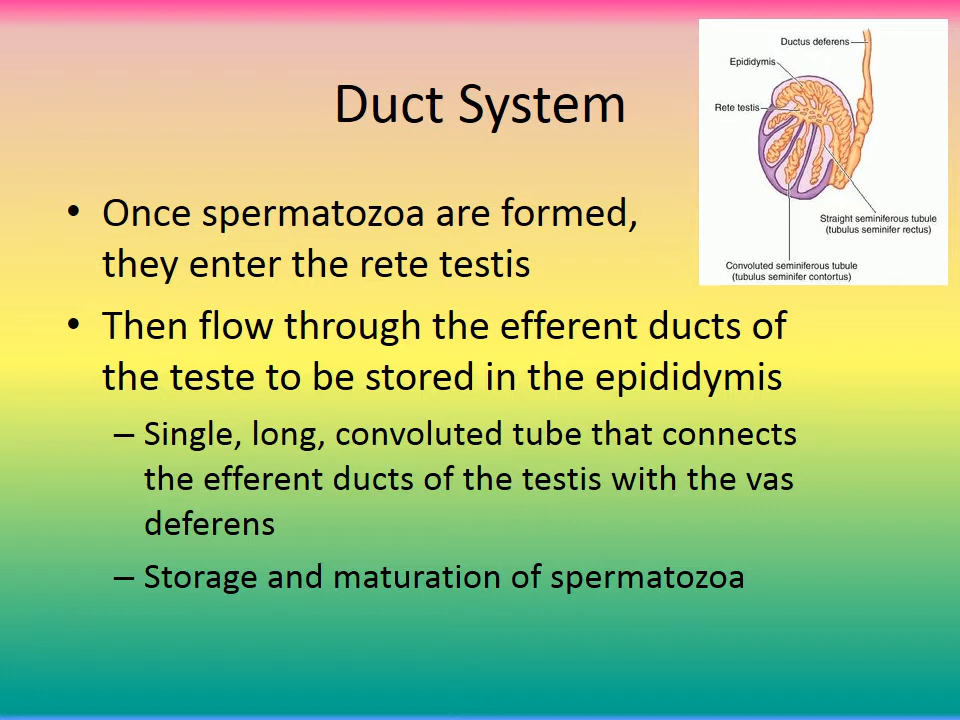 Duct System
• Once spermatozoa are formed,
they enter the rete testis
• Then flow through the efferent ducts of
the teste to be stored in the epididymis
– Single, long, convoluted tube that connects
the efferent ducts of the testis with the vas
deferens
– Storage and maturation of spermatozoa
Ductus deferens
Epididymis
Rete testis
Straight seminiferous tubule
(tubulus seminifer rectus)
Convoluted seminiferous tubule
(tubulus seminifer contortus)